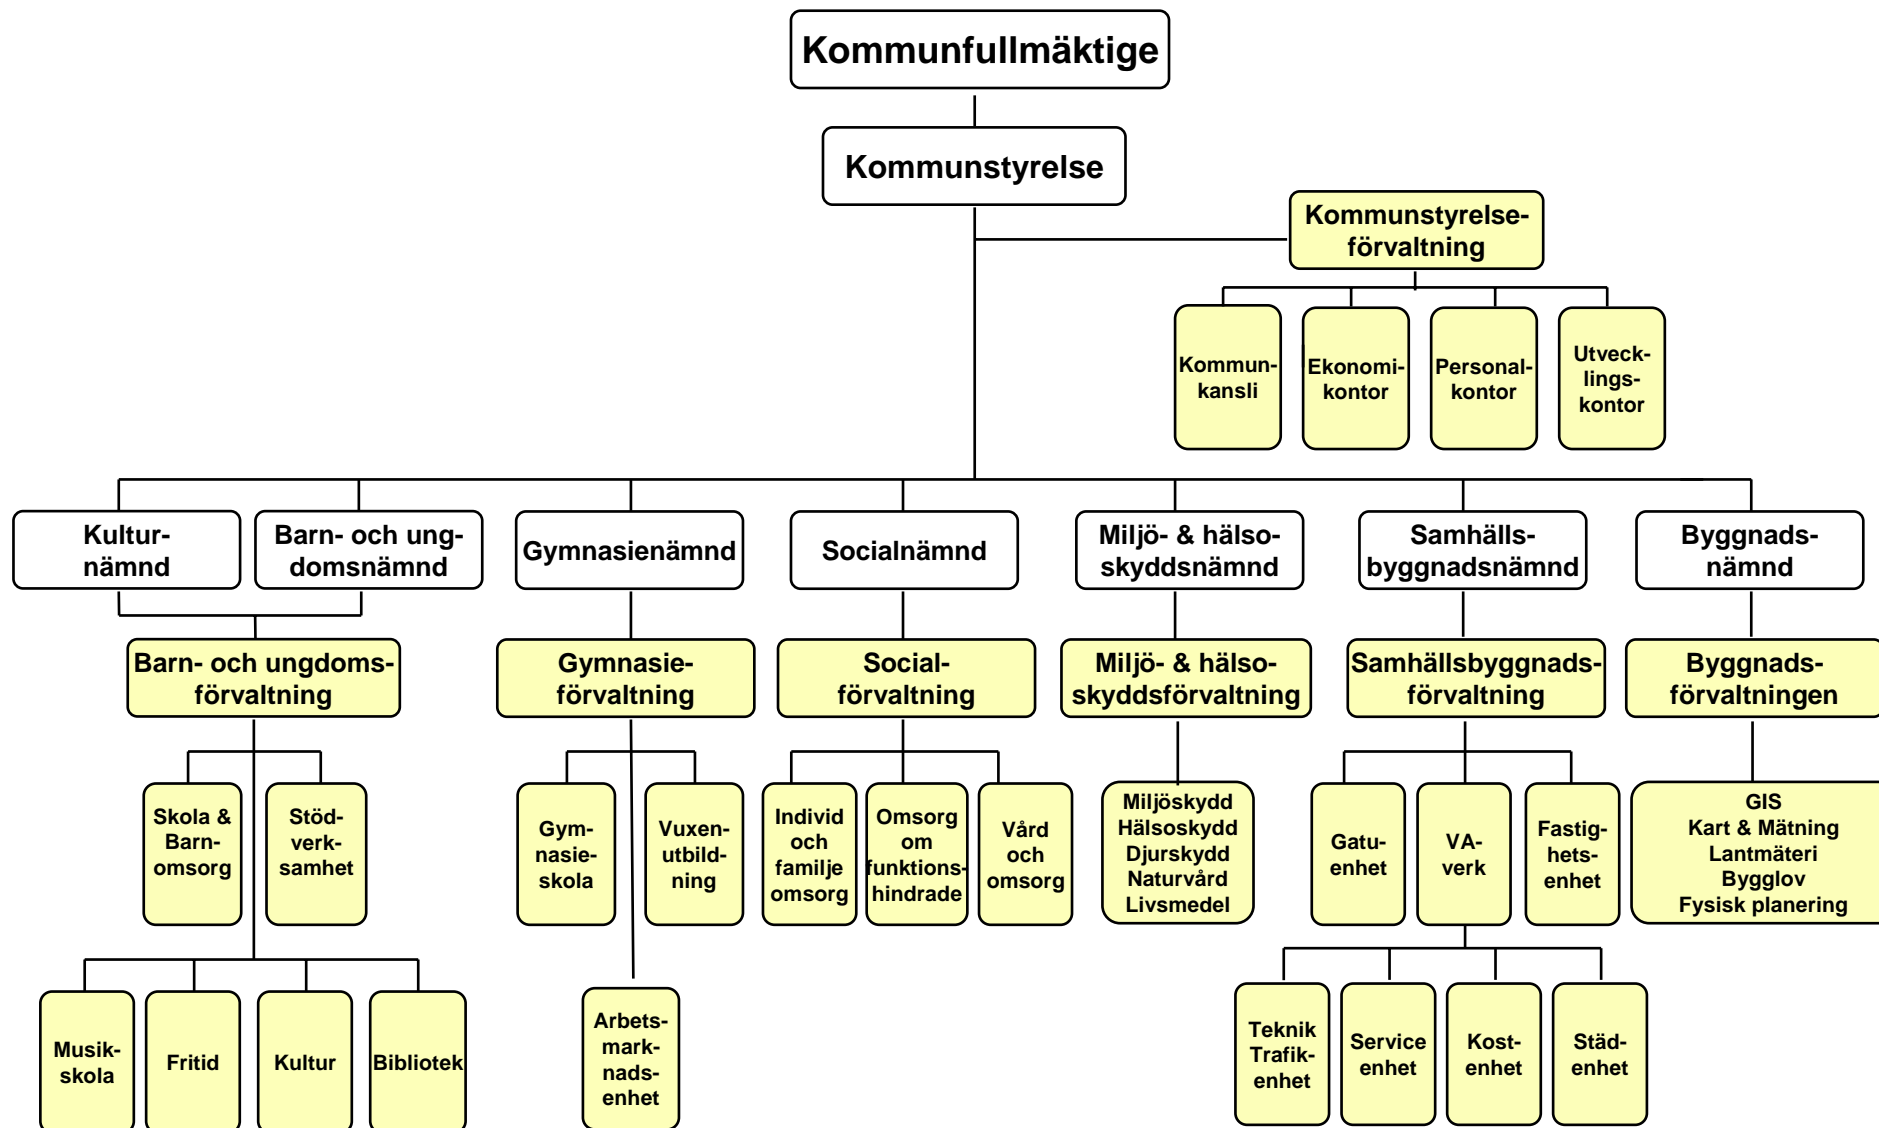 Kommunfullmäktige
Kommunstyrelse
Kommunstyrelse-
förvaltning
Kommun-
kansli
Ekonomi-
kontor
Personal-
kontor
Utveck-
lings-
kontor
Kultur-
nämnd
Barn- och ung-
domsnämnd
Gymnasienämnd
Socialnämnd
Miljö- & hälso-
skyddsnämnd
Samhälls-
byggnadsnämnd
Byggnads-
nämnd
Barn- och ungdoms-
förvaltning
Gymnasie-
förvaltning
Social-
förvaltning
Miljö- & hälso-
skyddsförvaltning
Samhällsbyggnads-
förvaltning
Byggnads-
förvaltningen
Skola &
Barn-
omsorg
Stöd-
verk-
samhet
Gym-
nasie-
skola
Vuxen-
utbild-
ning
Individ
och
familje
omsorg
Omsorg
om
funktions-
hindrade
Vård
och
omsorg
Miljöskydd
Hälsoskydd
Djurskydd
Naturvård
Livsmedel
Gatu-
enhet
VA-
verk
Fastig-
hets-
enhet
GIS
Kart & Mätning
Lantmäteri
Bygglov
Fysisk planering
Musik-
skola
Fritid
Kultur
Bibliotek
Arbets-
mark-
nads-
enhet
Teknik
Trafik-
enhet
Service
enhet
Kost-
enhet
Städ-
enhet